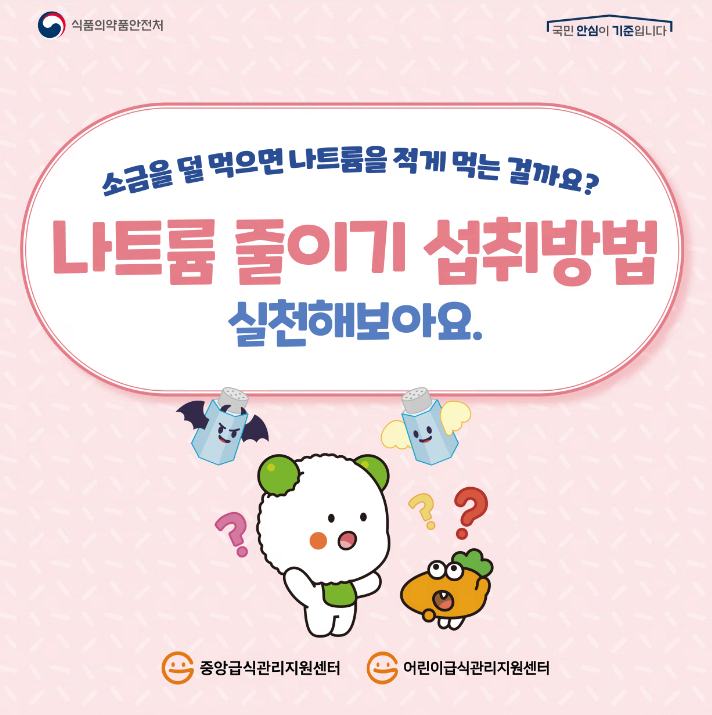 식품의약품안전처
국민 안심이 기준입니다
소금을 덜 먹으면 나트륨을 적게 먹는 걸까요?
나트륨 줄이기 섭취방법
실천해보아요.
? ? ?
중앙급식관리지원센터 어린이급식관리지원센터